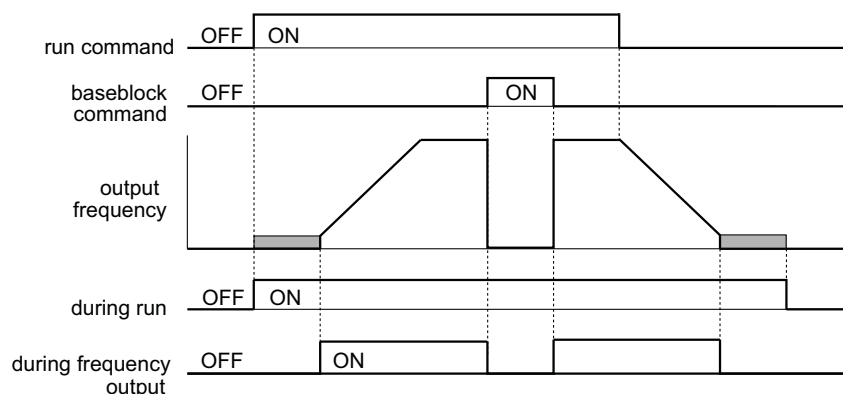 run command OFF ON
baseblock
command OFF ON
output
frequency
during run OFF ON
during frequency
output OFF ON